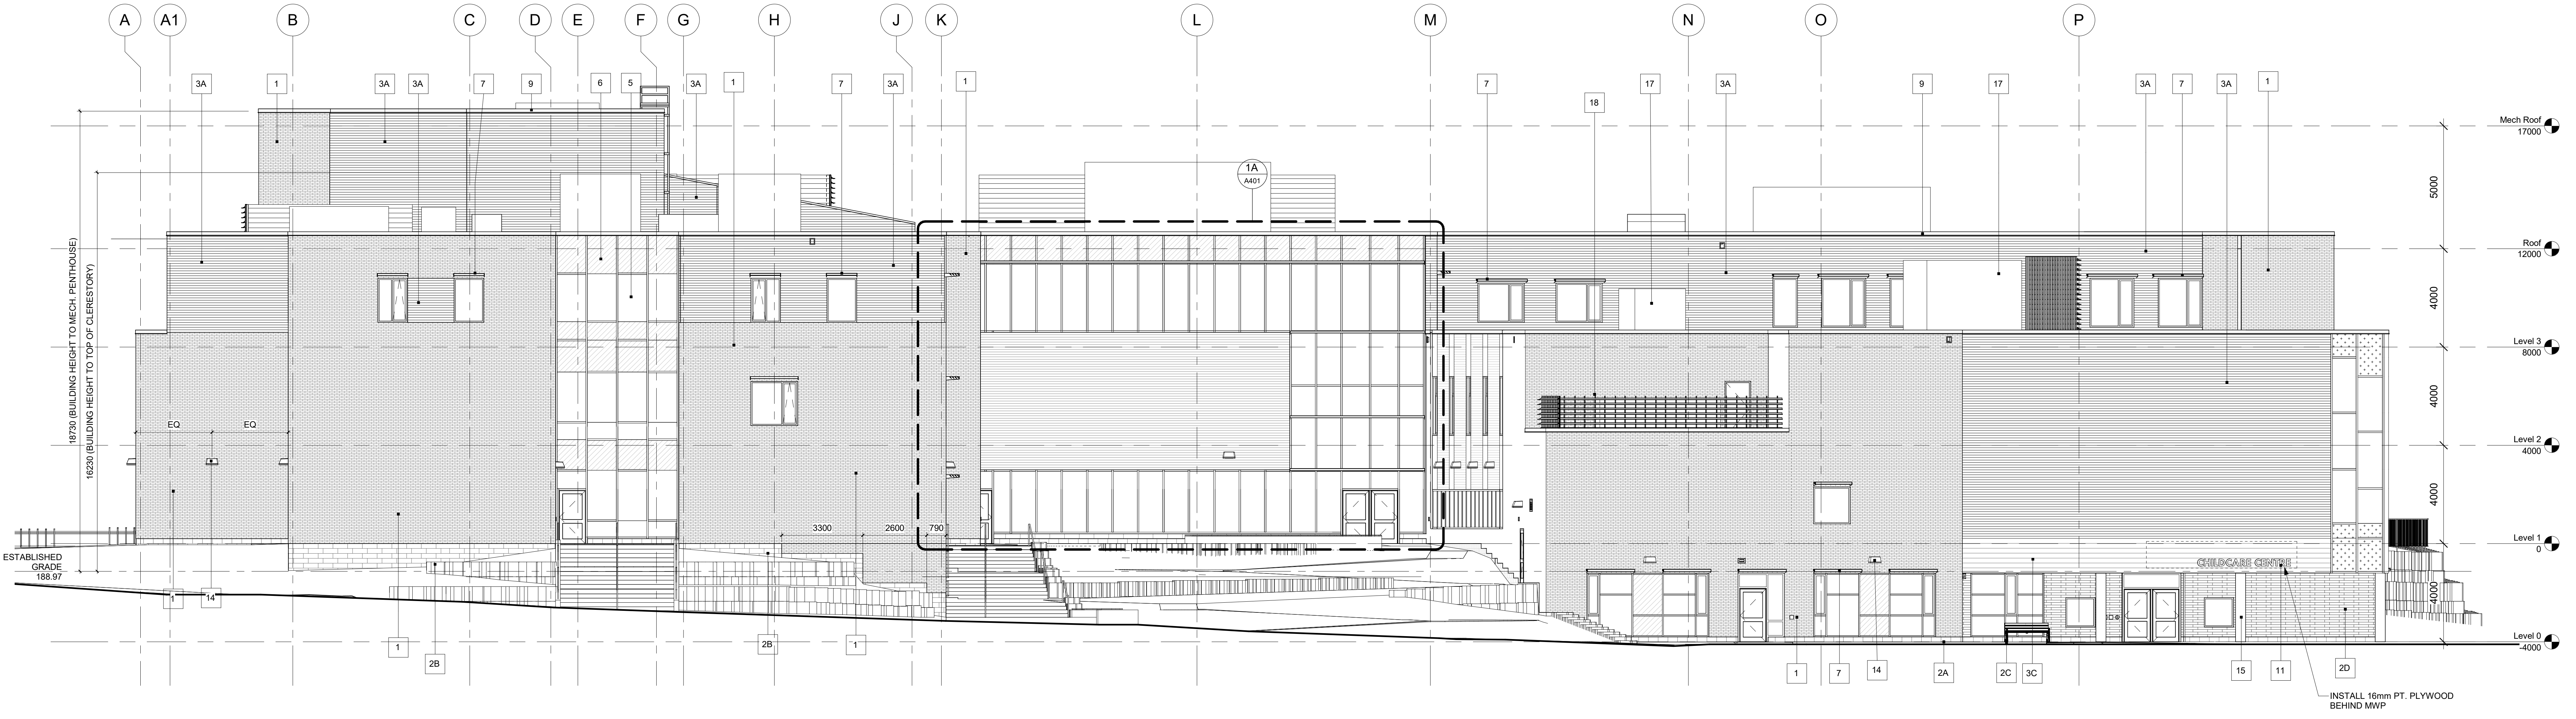 A A1 B C D E F G H J K L M N O P
3A 1 3A 3A 7 9 6 5 3A 1 7 3A 1 7 18 17 3A 9 17 3A 7 3A 1
Mech Roof
17000
1A
A401
5000
Roof
12000
4000
Level 3
8000
4000
Level 2
4000
4000
Level 1
0
4000
Level 0
-4000
18730 (BUILDING HEIGHT TO MECH. PENTHOUSE)
16230 (BUILDING HEIGHT TO TOP OF CLERESTORY)
EQ EQ
3300 2600 790
ESTABLISHED
GRADE
188.97
CHILDCARE CENTRE
1 14
1 2B 2B 1 1 7 14 2A 2C 3C 15 11 2D
INSTALL 16mm PT. PLYWOOD
BEHIND MWP